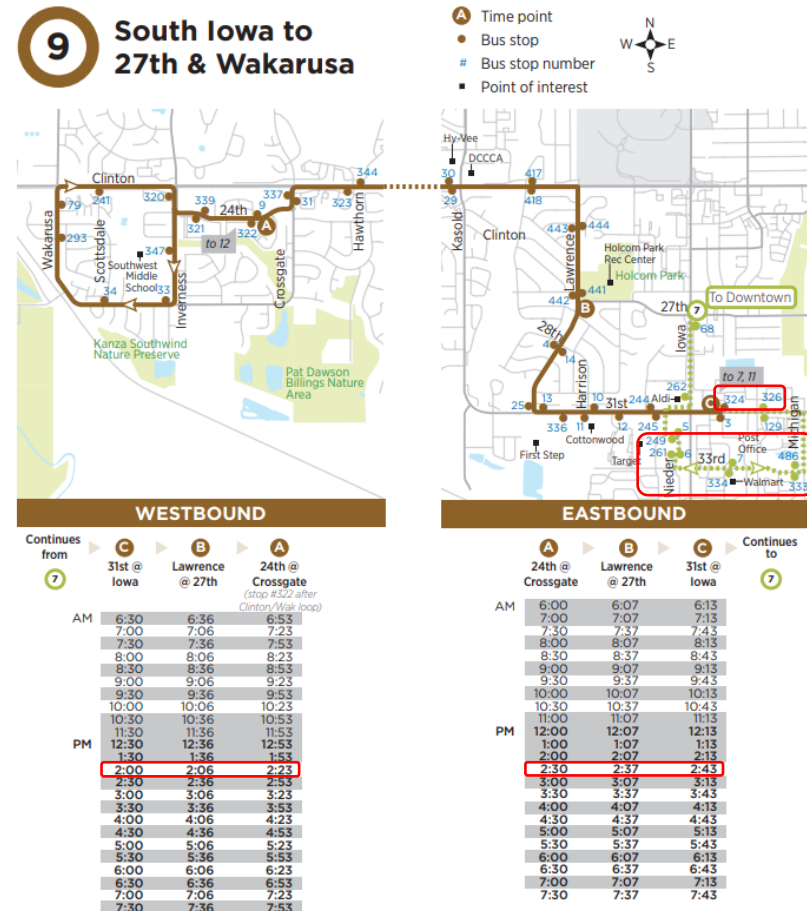 9
South Iowa to
27th & Wakarusa
A Time point
Bus stop
# Bus stop number
Point of interest
N
W E
S
Hy-Vee
DCCCA
344
Clinton
30
417
79
241
320
339
24th
9
337
31
323
29
418
Wakarusa
293
Scottsdale
321
322
A
to 12
Hawthorn
Kasold
Clinton
443
444
Lawrence
347
Southwest
Middle
School
34
33
Inverness
Crossgate
Holcom Park
Rec Center
Holcom Park
441
442
B
27th
7
To Downtown
68
Iowa
Kanza Southwind
Nature Preserve
Pat Dawson
Billings Nature
Area
28th
4
14
Harrison
to 7, 11
262
Aldi
C
324
326
25
13
10
31st
244
336
11
12
245
3
129
Michigan
Cottonwood
First Step
Target
249
5
261
6
33rd
7
Post
Office
486
Nieder
334
Walmart
333
WESTBOUND
Continues
from
7
C B A
31st @ Lawrence 24th @
Iowa @ 27th Crossgate
(stop #322 after
Clinton/Wak loop)
AM 6:30 6:36 6:53
7:00 7:06 7:23
7:30 7:36 7:53
8:00 8:06 8:23
8:30 8:36 8:53
9:00 9:06 9:23
9:30 9:36 9:53
10:00 10:06 10:23
10:30 10:36 10:53
11:30 11:36 11:53
PM 12:30 12:36 12:53
1:30 1:36 1:53
2:00 2:06 2:23
2:30 2:36 2:53
3:00 3:06 3:23
3:30 3:36 3:53
4:00 4:06 4:23
4:30 4:36 4:53
5:00 5:06 5:23
5:30 5:36 5:53
6:00 6:06 6:23
6:30 6:36 6:53
7:00 7:06 7:23
7:30 7:36 7:53
EASTBOUND
A B C
24th @ Lawrence 31st @
Crossgate @ 27th Iowa
Continues
to
7
AM 6:00 6:07 6:13
7:00 7:07 7:13
7:30 7:37 7:43
8:00 8:07 8:13
8:30 8:37 8:43
9:00 9:07 9:13
9:30 9:37 9:43
10:00 10:07 10:13
10:30 10:37 10:43
11:00 11:07 11:13
PM 12:00 12:07 12:13
1:00 1:07 1:13
2:00 2:07 2:13
2:30 2:37 2:43
3:00 3:07 3:13
3:30 3:37 3:43
4:00 4:07 4:13
4:30 4:37 4:43
5:00 5:07 5:13
5:30 5:37 5:43
6:00 6:07 6:13
6:30 6:37 6:43
7:00 7:07 7:13
7:30 7:37 7:43